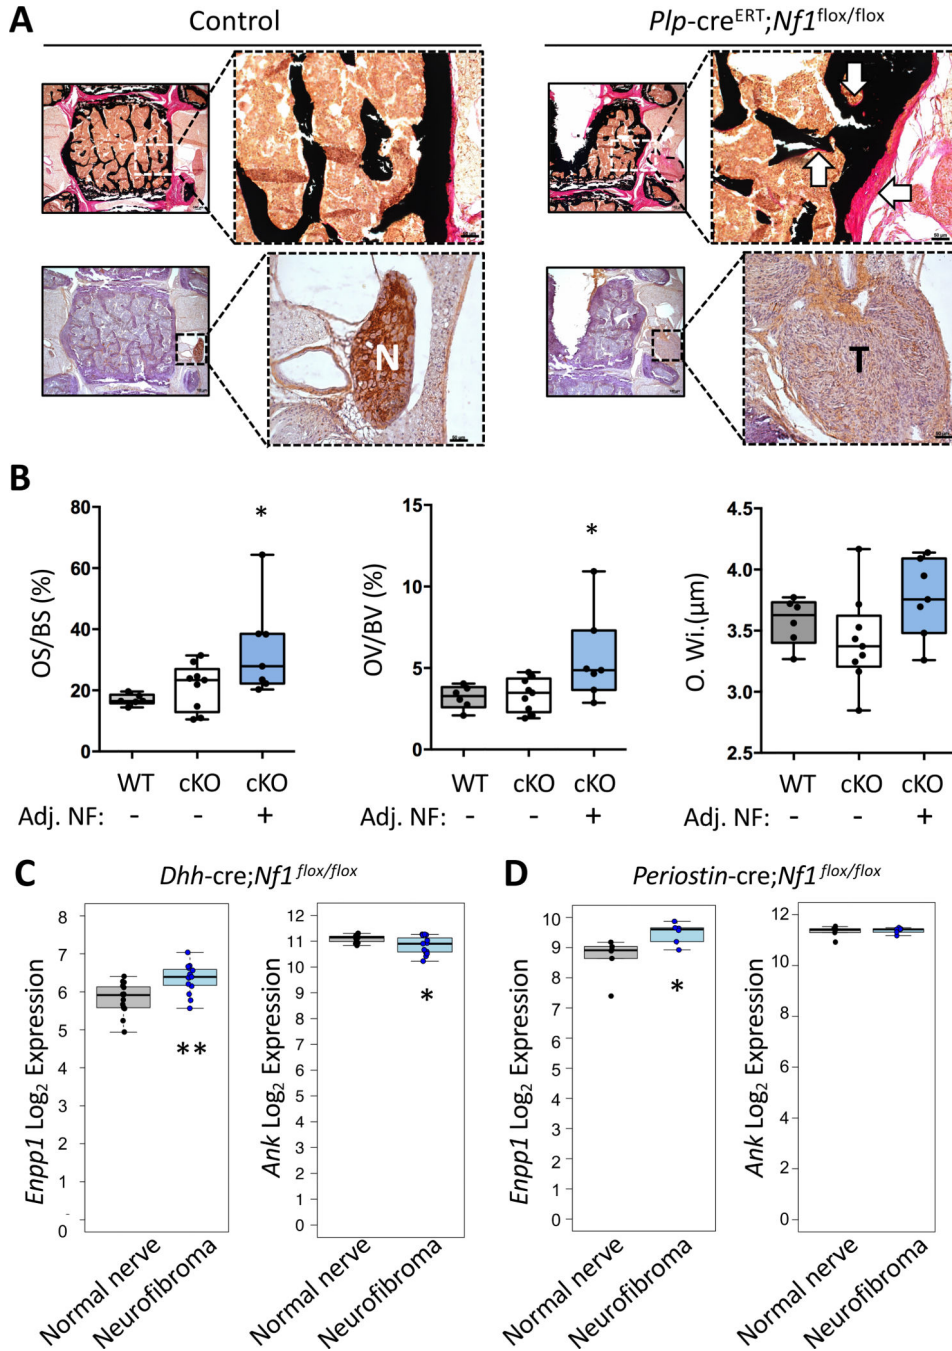 A
Control
Plp-creERT;Nf1flox/flox
N
T
B
OS/BS (%)
80
60
40
20
0
*
WT cKO cKO
Adj. NF: - - +
OV/BV (%)
15
10
5
0
*
WT cKO cKO
Adj. NF: - - +
O. Wi.(µm)
4.5
4.0
3.5
3.0
2.5
WT cKO cKO
Adj. NF: - - +
C
Dhh-cre;Nf1flox/flox
Enpp1 Log2 Expression
8
7
6
5
4
3
2
1
0
**
Normal nerve
Neurofibroma
Ank Log2 Expression
12
11
10
9
8
7
6
5
4
3
2
1
0
*
Normal nerve
Neurofibroma
D
Periostin-cre;Nf1flox/flox
Enpp1 Log2 Expression
10
9
8
7
6
5
4
3
2
1
0
*
Normal nerve
Neurofibroma
Ank Log2 Expression
12
11
10
9
8
7
6
5
4
3
2
1
0
Normal nerve
Neurofibroma